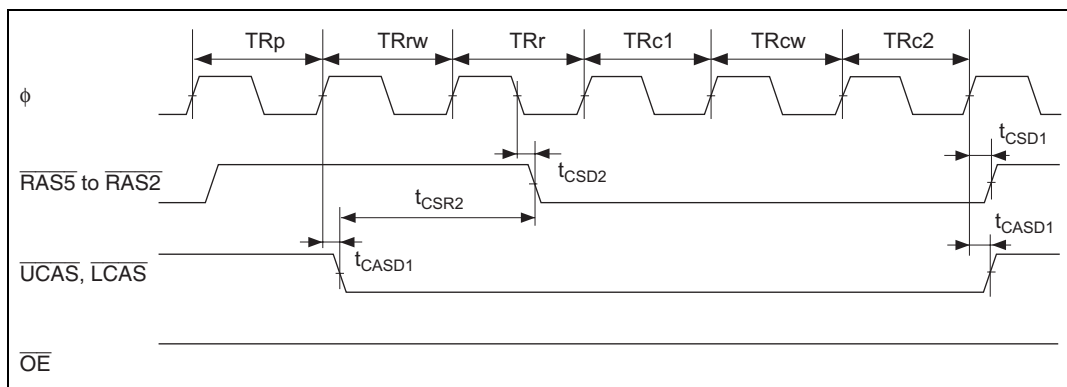 TRp TRrw TRr TRc1 TRcw TRc2
ϕ
tCSD1
RAS5 to RAS2
tCSD2
tCSR2
tCASD1
UCAS, LCAS
tCASD1
OE